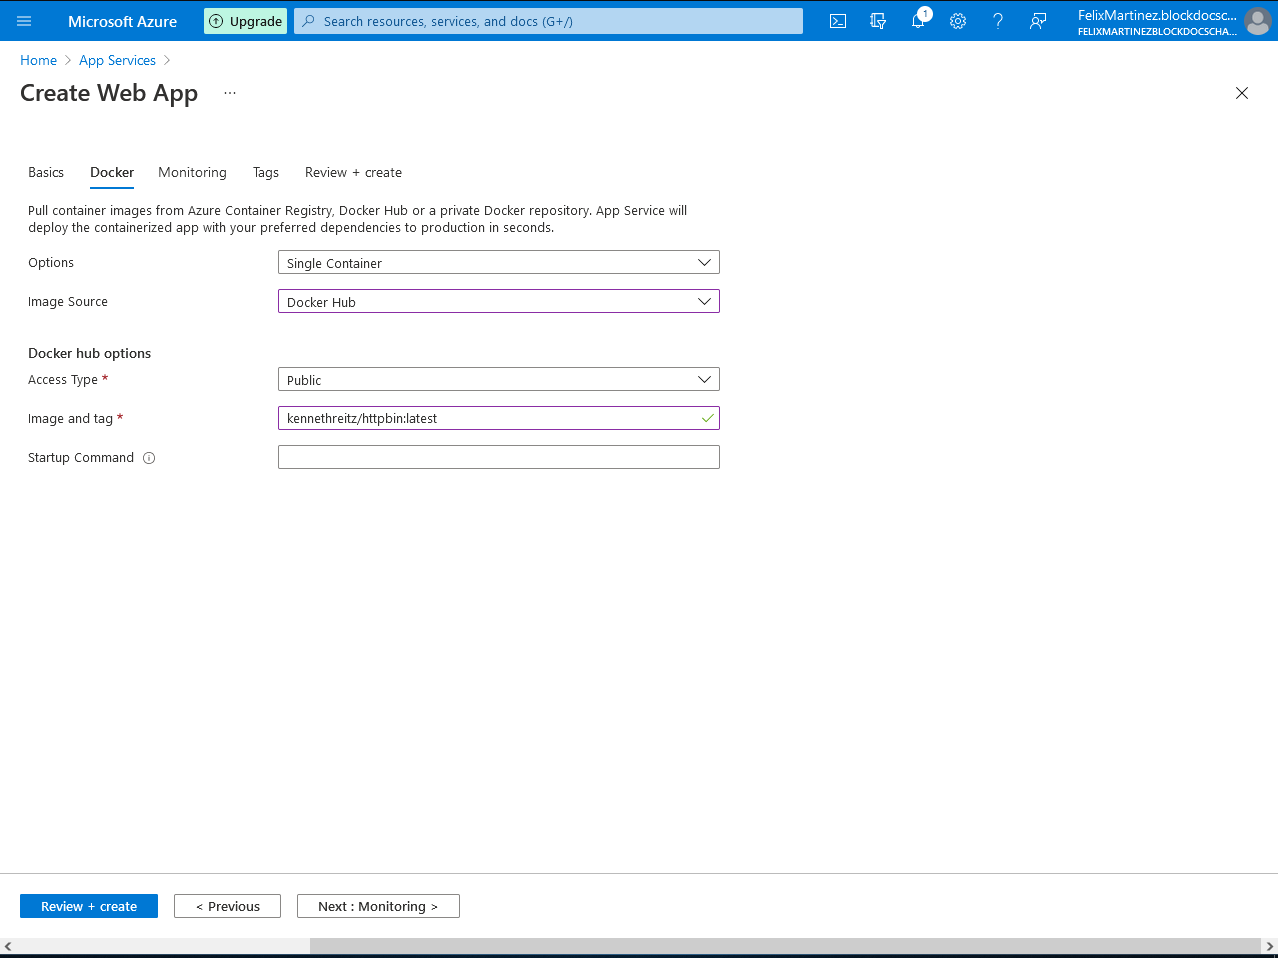 Microsoft Azure
Upgrade
Search resources, services, and docs (G+/)
1
FelixMartinez.blockdocsc...
FELIXMARTINEZBLOCKDOCSCHA...
Home > App Services >
Create Web App ...
Basics Docker Monitoring Tags Review + create
Pull container images from Azure Container Registry, Docker Hub or a private Docker repository. App Service will
deploy the containerized app with your preferred dependencies to production in seconds.
Options Single Container
Image Source Docker Hub
Docker hub options
Access Type * Public
Image and tag * kennethreitz/httpbin:latest
Startup Command
Review + create < Previous Next : Monitoring >